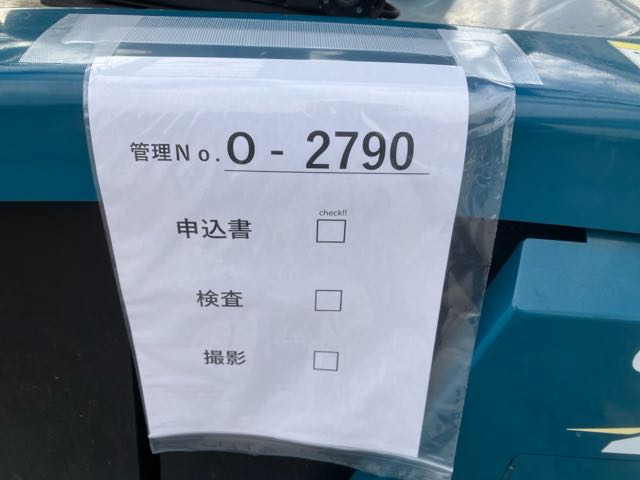 管理No.O - 2790
check!!
申込書 □
検査 □
撮影 □